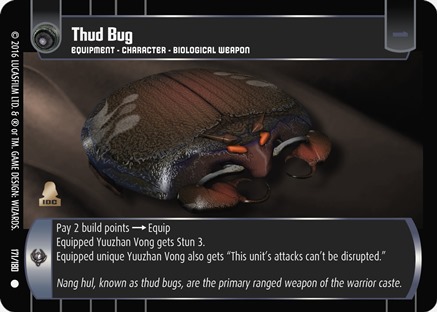 Thud Bug
EQUIPMENT - CHARACTER - BIOLOGICAL WEAPON
© 2016 LUCASFILM LTD. & ® or TM. GAME DESIGN: WIZARDS.
IDC
171/180
Pay 2 build points → Equip
Equipped Yuuzhan Vong gets Stun 3.
Equipped unique Yuuzhan Vong also gets “This unit's attacks can't be disrupted.”
Nang hul, known as thud bugs, are the primary ranged weapon of the warrior caste.